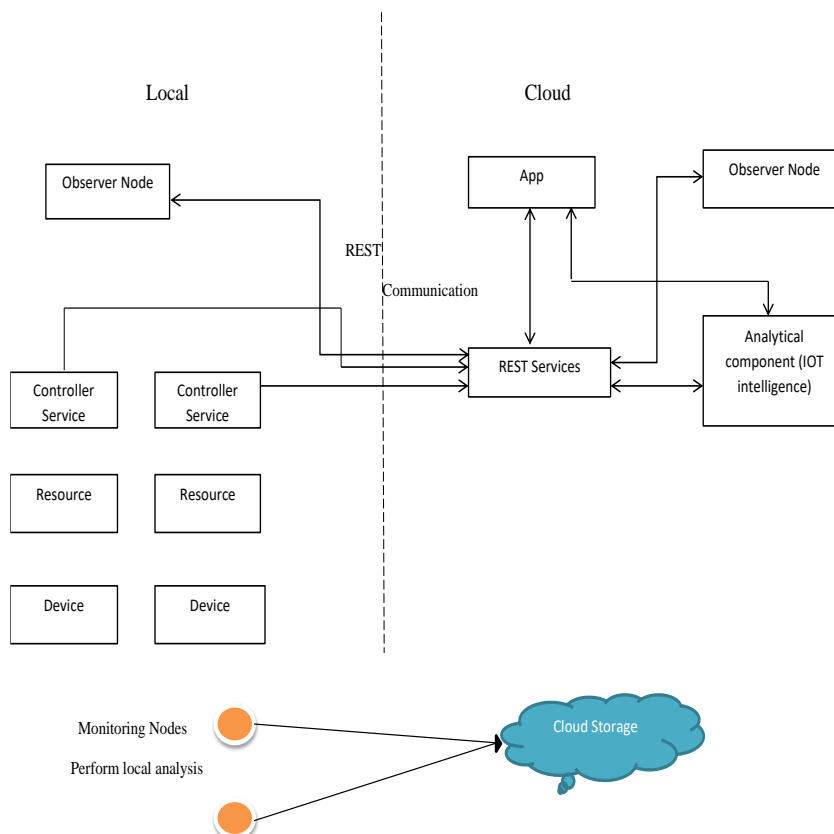 Local
Cloud
Observer Node
App
Observer Node
REST
Communication
REST Services
Analytical
component (IOT
intelligence)
Controller
Service
Controller
Service
Resource
Resource
Device
Device
Monitoring Nodes
Perform local analysis
Cloud Storage